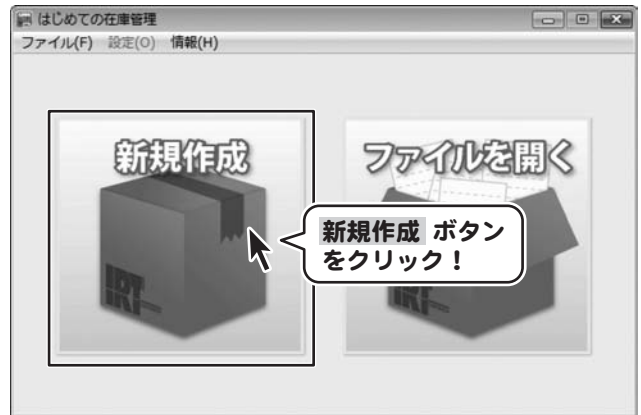 はじめての在庫管理
ファイル(F) 設定(O) 情報(H)
新規作成
ファイルを開く
新規作成 ボタン
をクリック！
IRT
IRT